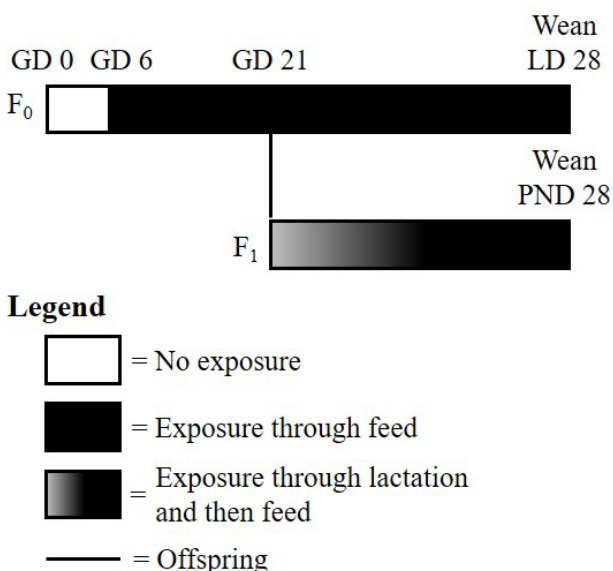 Wean
GD 0 GD 6 GD 21 LD 28
F₀
Wean
PND 28
F₁
Legend
= No exposure
= Exposure through feed
= Exposure through lactation
and then feed
= Offspring